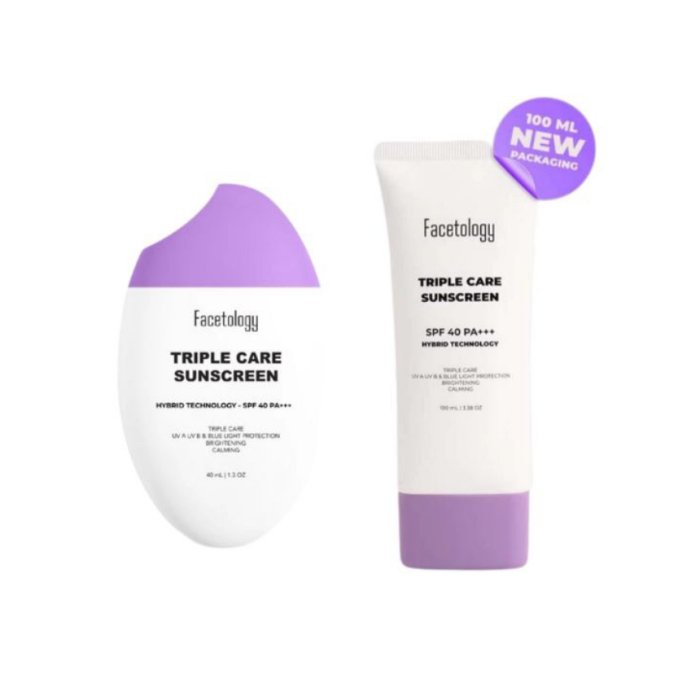 Facetology
TRIPLE CARE
SUNSCREEN
HYBRID TECHNOLOGY - SPF 40 PA+++
TRIPLE CARE
UV A UV B & BLUE LIGHT PROTECTION
BRIGHTENING
CALMING
40 mL | 1.3 OZ
100 ML
NEW
PACKAGING
Facetology
TRIPLE CARE
SUNSCREEN
SPF 40 PA+++
HYBRID TECHNOLOGY
TRIPLE CARE
UV A UV B & BLUE LIGHT PROTECTION
BRIGHTENING
CALMING
100 mL | 3.38 OZ